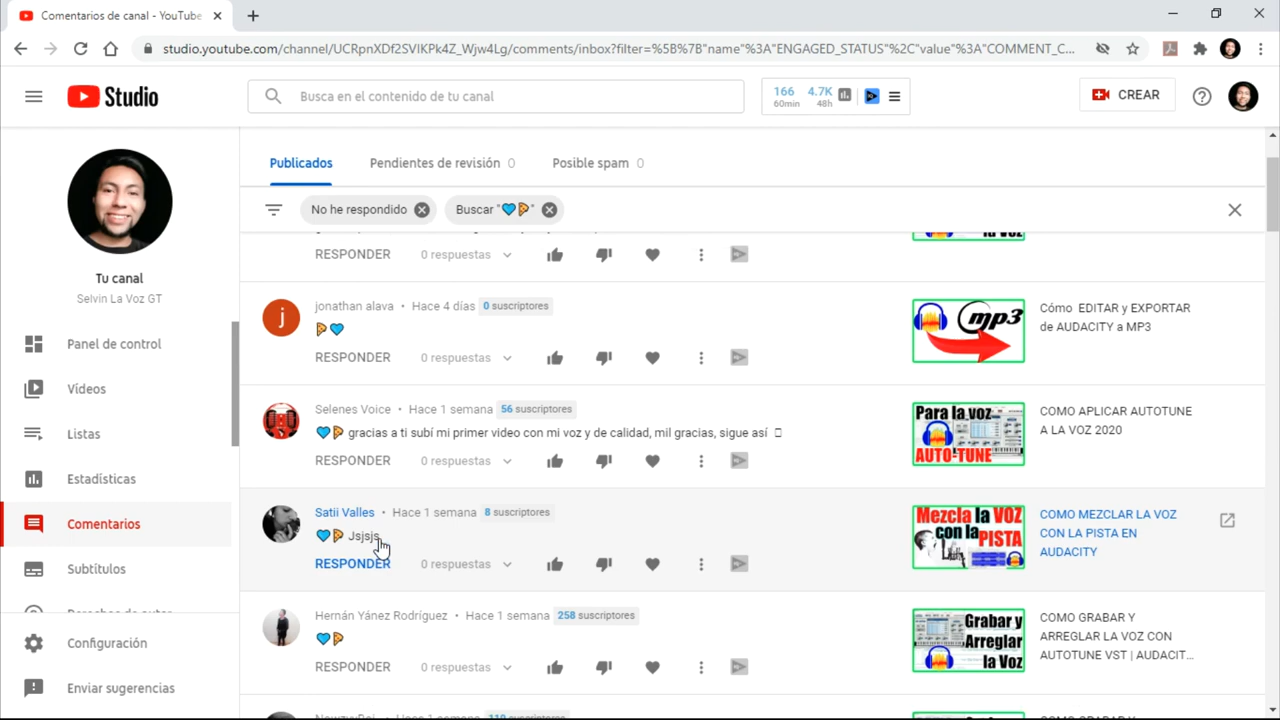 Comentarios de canal - YouTube
studio.youtube.com/channel/UCRpnXDf2SVIKPk4Z_Wjw4Lg/comments/inbox?filter=%5B%7B"name"%3A"ENGAGED_STATUS"%2C"value"%3A"COMMENT_C...
Studio
Busca en el contenido de tu canal
166 4.7K
60min 48h
CREAR
Tu canal
Selvin La Voz GT
Panel de control
Vídeos
Listas
Estadísticas
Comentarios
Subtítulos
Configuración
Enviar sugerencias
Publicados Pendientes de revisión 0 Posible spam 0
No he respondido Buscar "💙🍕"
la Voz
RESPONDER 0 respuestas
jonathan alava • Hace 4 días 0 suscriptores
🍕💙
RESPONDER 0 respuestas
mp3
Cómo EDITAR y EXPORTAR
de AUDACITY a MP3
Selenes Voice • Hace 1 semana 56 suscriptores
💙🍕 gracias a ti subí mi primer video con mi voz y de calidad, mil gracias, sigue así
RESPONDER 0 respuestas
Para la voz
AUTO-TUNE
COMO APLICAR AUTOTUNE
A LA VOZ 2020
Satii Valles • Hace 1 semana 8 suscriptores
💙🍕 Jsjsjs
RESPONDER 0 respuestas
Mezcla la VOZ
con la PISTA
COMO MEZCLAR LA VOZ
CON LA PISTA EN
AUDACITY
Hernán Yánez Rodríguez • Hace 1 semana 258 suscriptores
💙🍕
RESPONDER 0 respuestas
Grabar y
Arreglar
la Voz
COMO GRABAR Y
ARREGLAR LA VOZ CON
AUTOTUNE VST | AUDACIT...